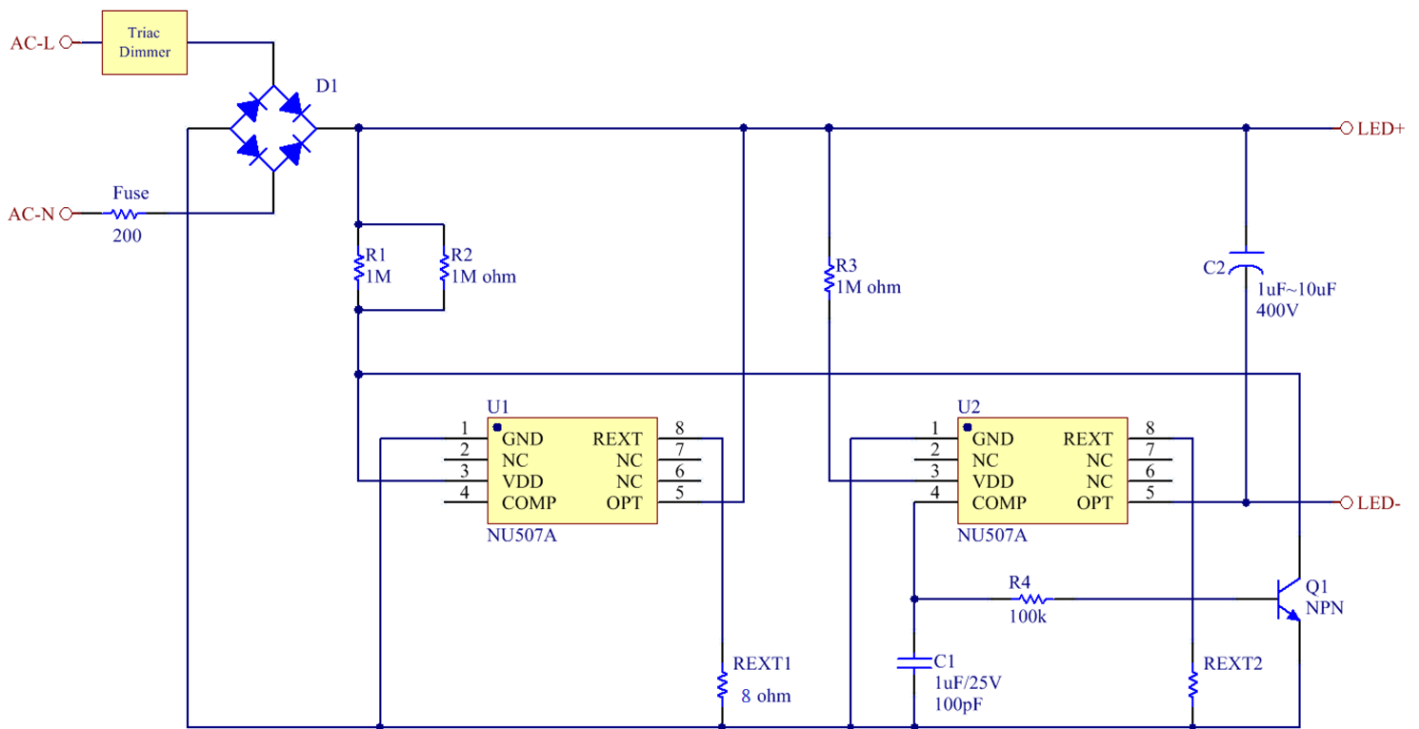 AC-L
Triac
Dimmer
D1
LED+
AC-N
Fuse
200
R1
1M
R2
1M ohm
R3
1M ohm
C2
1uF~10uF
400V
U1
1
2
3
4
GND
NC
VDD
COMP
REXT
NC
NC
OPT
8
7
6
5
NU507A
U2
1
2
3
4
GND
NC
VDD
COMP
REXT
NC
NC
OPT
8
7
6
5
NU507A
LED-
R4
100k
Q1
NPN
REXT1
8 ohm
C1
1uF/25V
100pF
REXT2